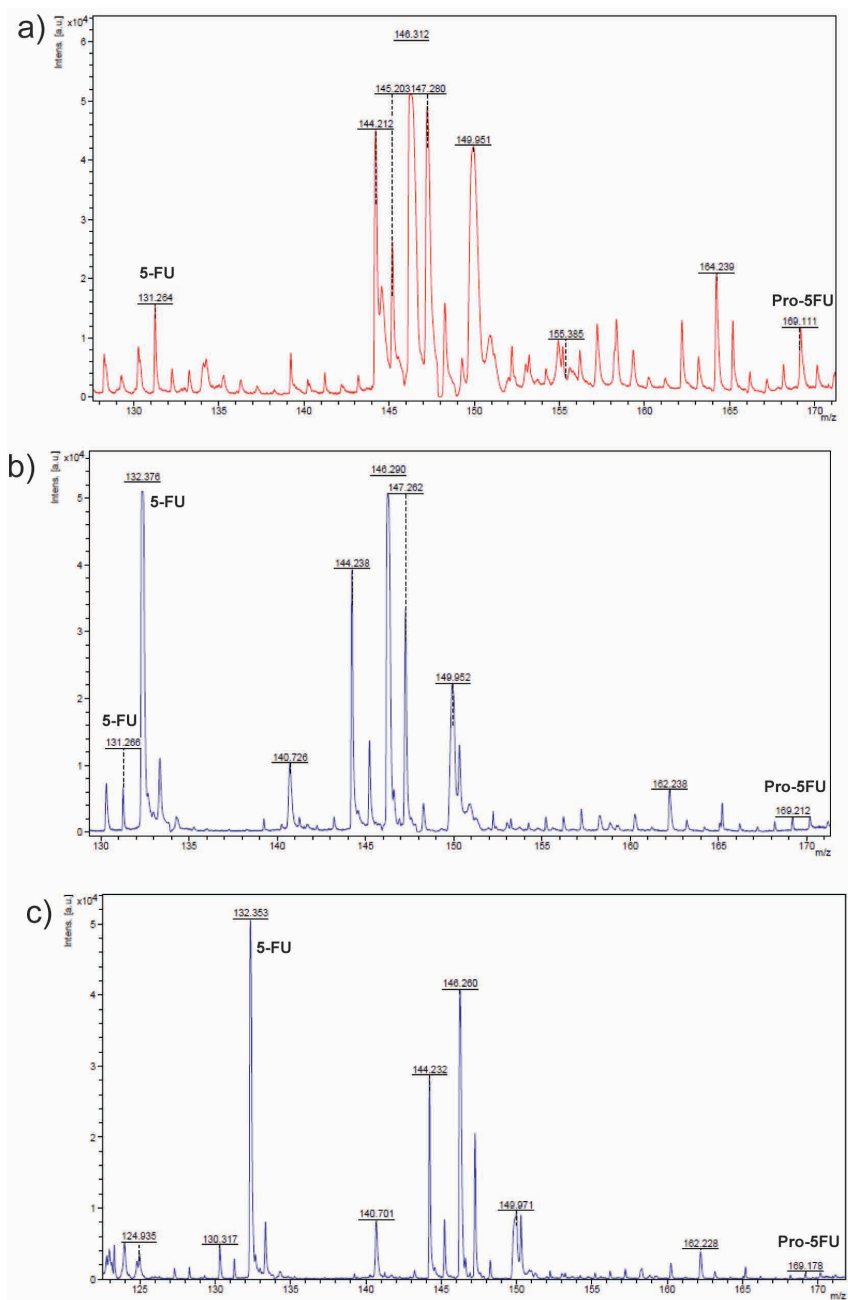 a)
Intens. [a.u.]
x10⁴
6
5
4
3
2
1
0
146.312
145.203 147.280
144.212
149.951
5-FU
131.264
155.385
164.239
Pro-5FU
169.111
130 135 140 145 150 155 160 165 170
m/z
b)
Intens. [a.u.]
x10⁴
5
4
3
2
1
0
132.376
5-FU
146.290
147.262
144.238
5-FU
131.266
140.726
149.952
162.238
Pro-5FU
169.212
130 135 140 145 150 155 160 165 170
m/z
c)
Intens. [a.u.]
x10⁴
5
4
3
2
1
0
132.353
5-FU
146.260
144.232
124.935
130.317
140.701
149.971
162.228
Pro-5FU
169.178
125 130 135 140 145 150 155 160 165 170
m/z